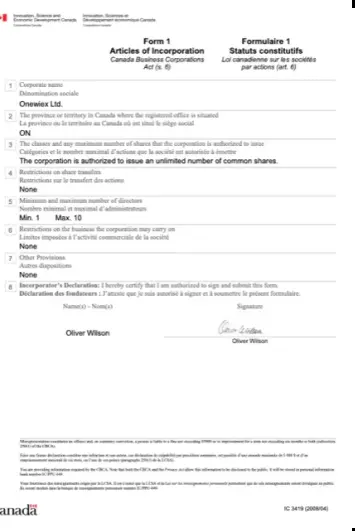 Innovation, Science and
Economic Development Canada
Innovation, Sciences et
Développement économique Canada
Form 1
Articles of Incorporation
Canada Business Corporations
Act (s. 6)
Formulaire 1
Statuts constitutifs
Loi canadienne sur les sociétés
par actions (art. 6)
1 Corporate name
Dénomination sociale
Onewiex Ltd.
2 The province or territory in Canada where the registered office is situated
La province ou le territoire au Canada où est situé le siège social
ON
3 The classes and any maximum number of shares that the corporation is authorized to issue
Catégories et le nombre maximal d'actions que la société est autorisée à émettre
The corporation is authorized to issue an unlimited number of common shares.
4 Restrictions on share transfers
Restrictions sur le transfert des actions
None
5 Minimum and maximum number of directors
Nombre minimal et maximal d'administrateurs
Min. 1 Max. 10
6 Restrictions on the business the corporation may carry on
Limites imposées à l'activité commerciale de la société
None
7 Other Provisions
Autres dispositions
None
8 Incorporator's Declaration: I hereby certify that I am authorized to sign and submit this form.
Déclaration des fondateurs : J'atteste que je suis autorisé à signer et à soumettre le présent formulaire.
Name(s) - Nom(s) Signature
Oliver Wilson
Oliver Wilson
anada
IC 3419 (2008/04)